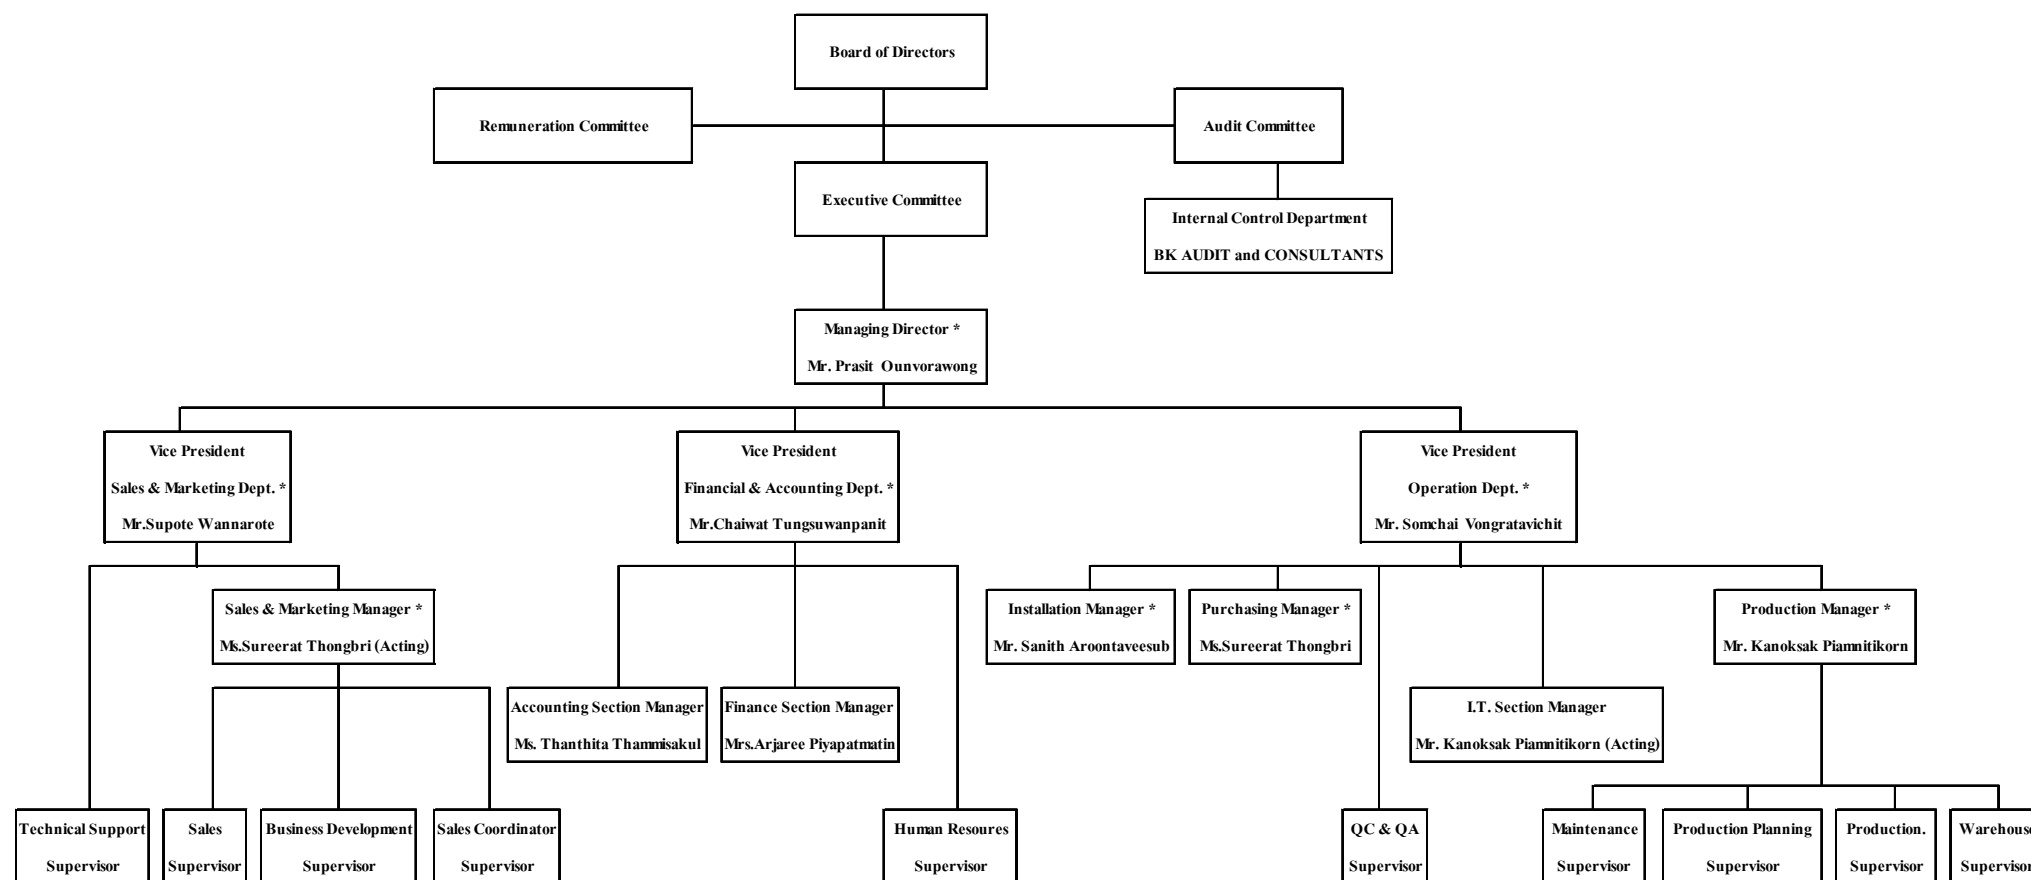 Board of Directors
Remuneration Committee
Audit Committee
Executive Committee
Internal Control Department
BK AUDIT and CONSULTANTS
Managing Director *
Mr. Prasit Ounvorawong
Vice President
Sales & Marketing Dept. *
Mr.Supote Wannarote
Vice President
Financial & Accounting Dept. *
Mr.Chaiwat Tungsuwanpanit
Vice President
Operation Dept. *
Mr. Somchai Vongratavichit
Sales & Marketing Manager *
Ms.Sureerat Thongbri (Acting)
Installation Manager *
Mr. Sanith Aroontaveesub
Purchasing Manager *
Ms.Sureerat Thongbri
Production Manager *
Mr. Kanoksak Piamnitikorn
Accounting Section Manager
Ms. Thanthita Thammisakul
Finance Section Manager
Mrs.Arjaree Piyapatmatin
I.T. Section Manager
Mr. Kanoksak Piamnitikorn (Acting)
Technical Support
Supervisor
Sales
Supervisor
Business Development
Supervisor
Sales Coordinator
Supervisor
Human Resoures
Supervisor
QC & QA
Supervisor
Maintenance
Supervisor
Production Planning
Supervisor
Production.
Supervisor
Warehouse
Supervisor